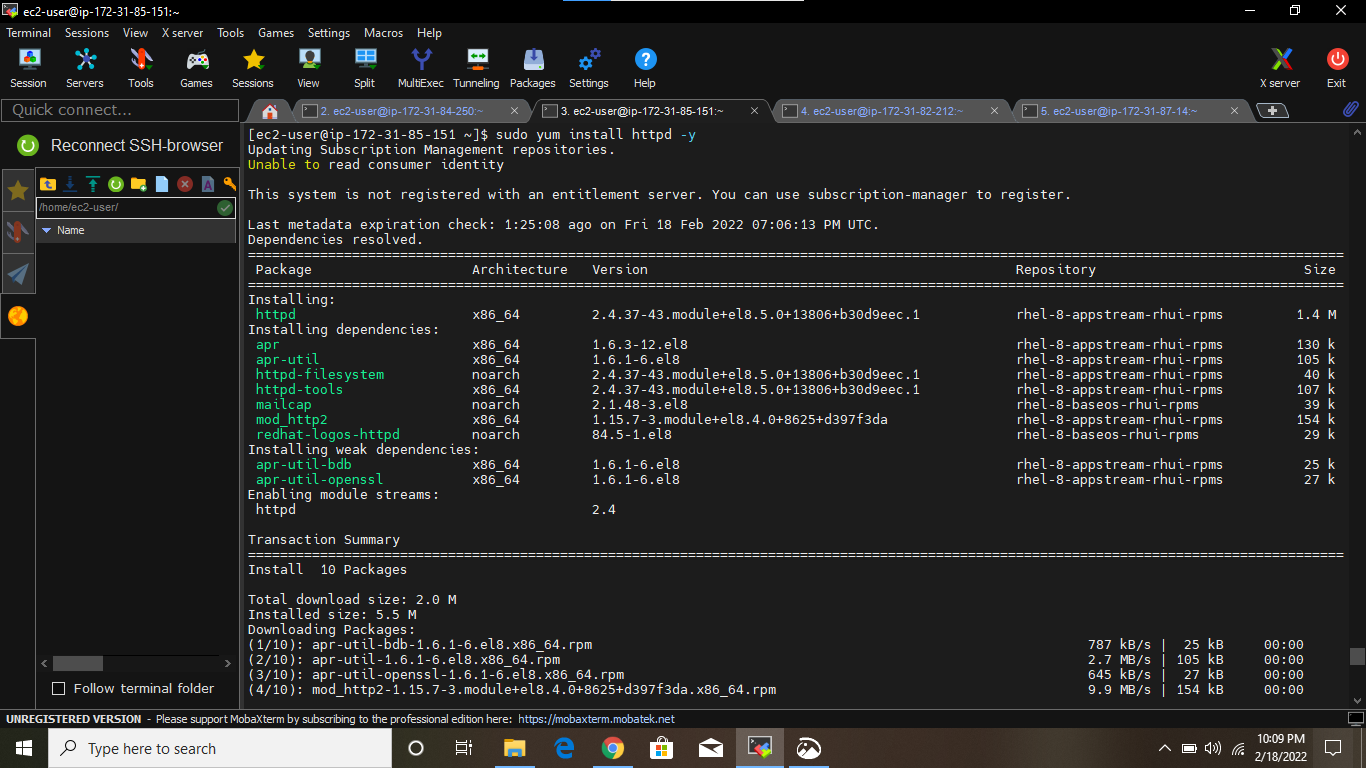 ec2-user@ip-172-31-85-151:~
Terminal Sessions View X server Tools Games Settings Macros Help
Session Servers Tools Games Sessions View Split MultiExec Tunneling Packages Settings Help X server Exit
Quick connect...
2. ec2-user@ip-172-31-84-250:~
3. ec2-user@ip-172-31-85-151:~
4. ec2-user@ip-172-31-82-212:~
5. ec2-user@ip-172-31-87-14:~
Reconnect SSH-browser
/home/ec2-user/
Name
[ec2-user@ip-172-31-85-151 ~]$ sudo yum install httpd -y
Updating Subscription Management repositories.
Unable to read consumer identity
This system is not registered with an entitlement server. You can use subscription-manager to register.
Last metadata expiration check: 1:25:08 ago on Fri 18 Feb 2022 07:06:13 PM UTC.
Dependencies resolved.
Package Architecture Version Repository Size
Installing:
httpd x86_64 2.4.37-43.module+el8.5.0+13806+b30d9eec.1 rhel-8-appstream-rhui-rpms 1.4 M
Installing dependencies:
apr x86_64 1.6.3-12.el8 rhel-8-appstream-rhui-rpms 130 k
apr-util x86_64 1.6.1-6.el8 rhel-8-appstream-rhui-rpms 105 k
httpd-filesystem noarch 2.4.37-43.module+el8.5.0+13806+b30d9eec.1 rhel-8-appstream-rhui-rpms 40 k
httpd-tools x86_64 2.4.37-43.module+el8.5.0+13806+b30d9eec.1 rhel-8-appstream-rhui-rpms 107 k
mailcap noarch 2.1.48-3.el8 rhel-8-baseos-rhui-rpms 39 k
mod_http2 x86_64 1.15.7-3.module+el8.4.0+8625+d397f3da rhel-8-appstream-rhui-rpms 154 k
redhat-logos-httpd noarch 84.5-1.el8 rhel-8-baseos-rhui-rpms 29 k
Installing weak dependencies:
apr-util-bdb x86_64 1.6.1-6.el8 rhel-8-appstream-rhui-rpms 25 k
apr-util-openssl x86_64 1.6.1-6.el8 rhel-8-appstream-rhui-rpms 27 k
Enabling module streams:
httpd 2.4
Transaction Summary
Install 10 Packages
Total download size: 2.0 M
Installed size: 5.5 M
Downloading Packages:
(1/10): apr-util-bdb-1.6.1-6.el8.x86_64.rpm 787 kB/s | 25 kB 00:00
(2/10): apr-util-1.6.1-6.el8.x86_64.rpm 2.7 MB/s | 105 kB 00:00
(3/10): apr-util-openssl-1.6.1-6.el8.x86_64.rpm 645 kB/s | 27 kB 00:00
(4/10): mod_http2-1.15.7-3.module+el8.4.0+8625+d397f3da.x86_64.rpm 9.9 MB/s | 154 kB 00:00
Follow terminal folder
UNREGISTERED VERSION - Please support MobaXterm by subscribing to the professional edition here: https://mobaxterm.mobatek.net
Type here to search
10:09 PM
2/18/2022